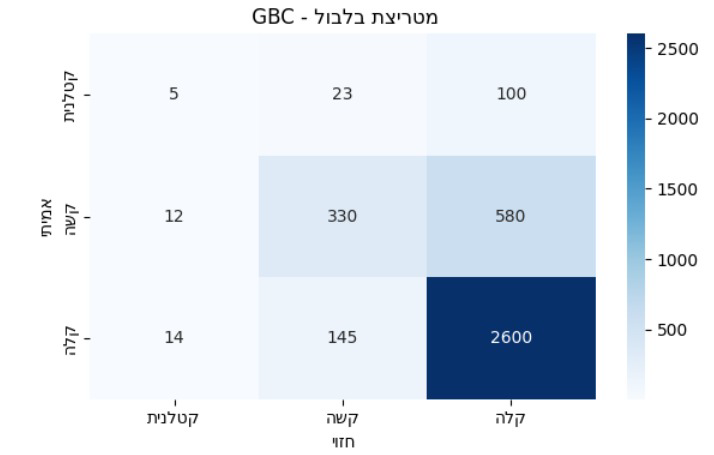 מטריצת בלבול - GBC
קטלנית 5 23 100
קשה 12 330 580
קלה 14 145 2600
אמיתי
קטלנית קשה קלה
חזוי
2500
2000
1500
1000
500